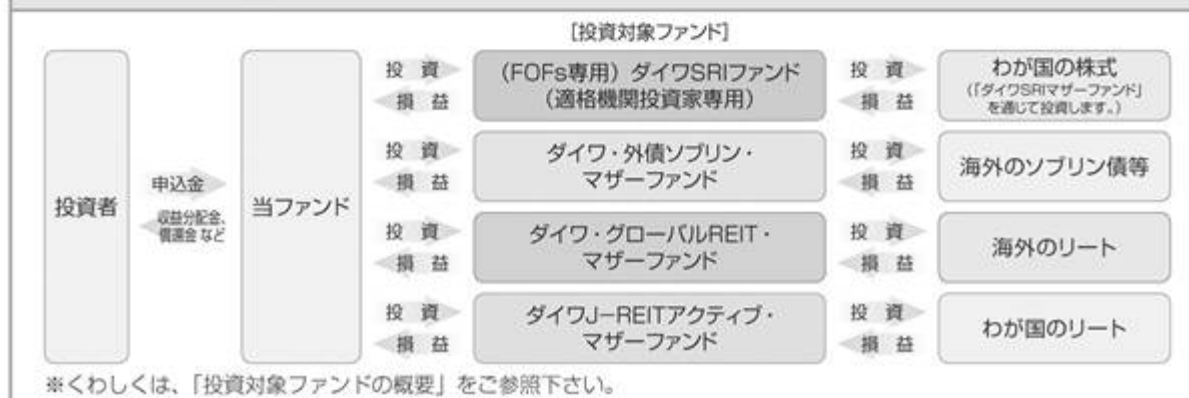 [投資対象ファンド]
投資者
申込金
収益分配金、
償還金 など
当ファンド
投 資
損 益
(FOFs専用)ダイワSRIファンド
(適格機関投資家専用)
投 資
損 益
わが国の株式
(「ダイワSRIマザーファンド」
を通じて投資します。)
投 資
損 益
ダイワ・外債ソブリン・
マザーファンド
投 資
損 益
海外のソブリン債等
投 資
損 益
ダイワ・グローバルREIT・
マザーファンド
投 資
損 益
海外のリート
投 資
損 益
ダイワJ-REITアクティブ・
マザーファンド
投 資
損 益
わが国のリート
※くわしくは、「投資対象ファンドの概要」をご参照下さい。